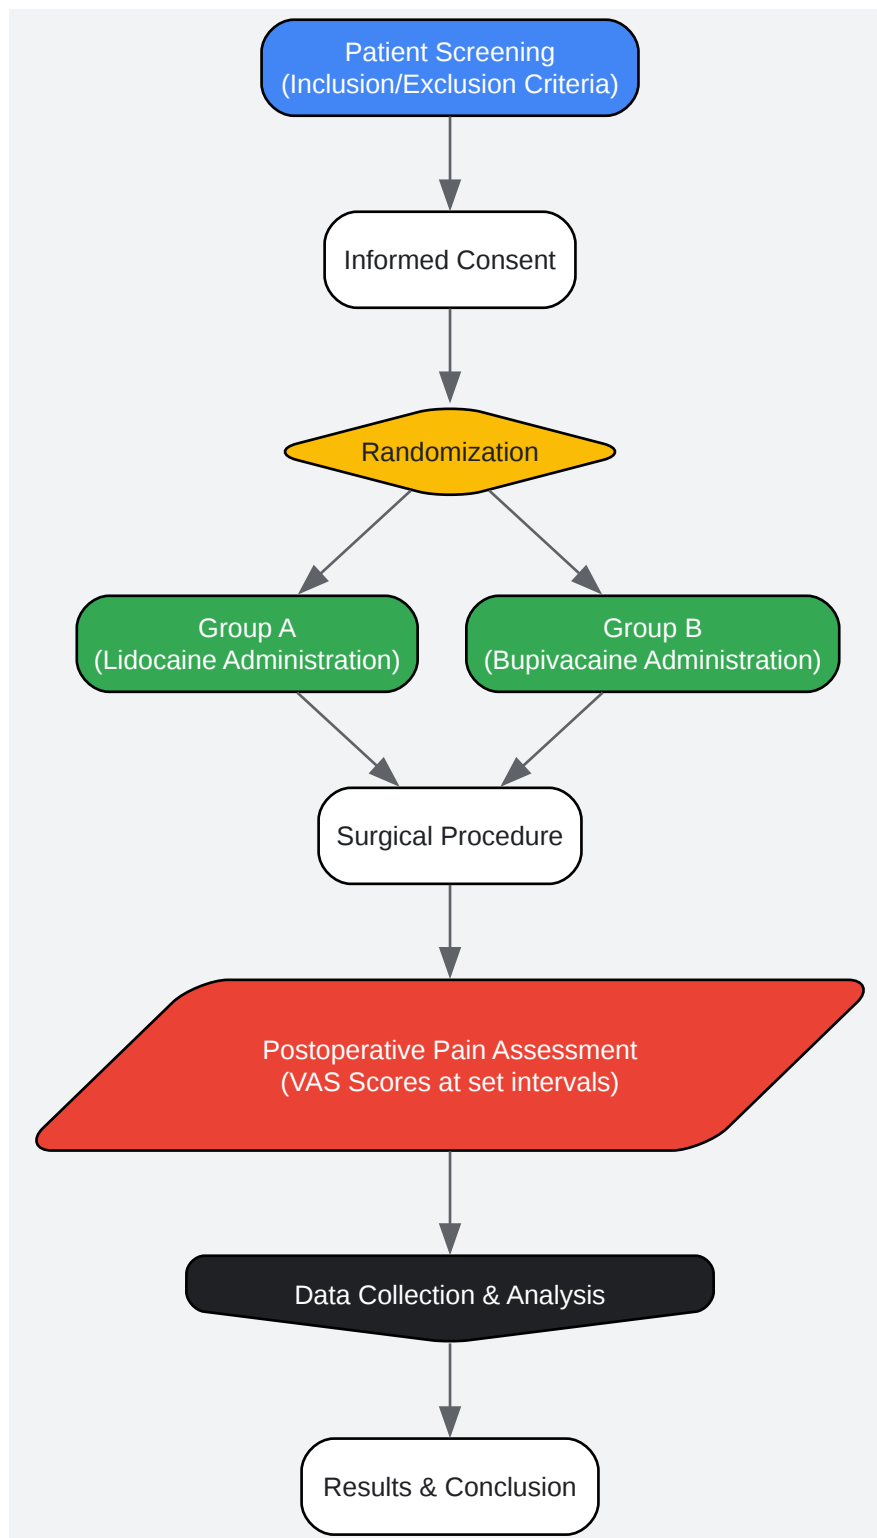 Patient Screening
(Inclusion/Exclusion Criteria)
Informed Consent
Randomization
Group A
(Lidocaine Administration)
Group B
(Bupivacaine Administration)
Surgical Procedure
Postoperative Pain Assessment
(VAS Scores at set intervals)
Data Collection & Analysis
Results & Conclusion